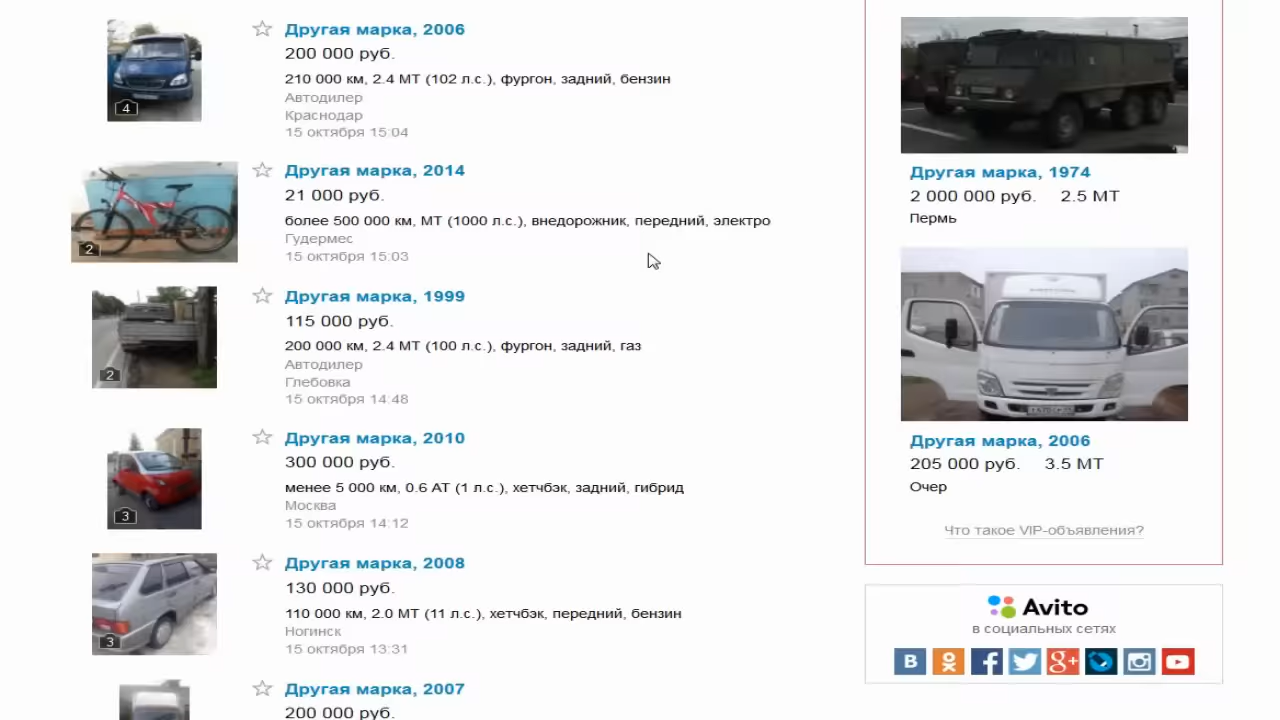 Другая марка, 2006
200 000 руб.
210 000 км, 2.4 МТ (102 л.с.), фургон, задний, бензин
Автодилер
Краснодар
15 октября 15:04
4
Другая марка, 2014
21 000 руб.
более 500 000 км, МТ (1000 л.с.), внедорожник, передний, электро
Гудермес
15 октября 15:03
2
Другая марка, 1999
115 000 руб.
200 000 км, 2.4 МТ (100 л.с.), фургон, задний, газ
Автодилер
Глебовка
15 октября 14:48
2
Другая марка, 2010
300 000 руб.
менее 5 000 км, 0.6 АТ (1 л.с.), хетчбэк, задний, гибрид
Москва
15 октября 14:12
3
Другая марка, 2008
130 000 руб.
110 000 км, 2.0 МТ (11 л.с.), хетчбэк, передний, бензин
Ногинск
15 октября 13:31
3
Другая марка, 2007
200 000 руб.
Другая марка, 1974
2 000 000 руб. 2.5 МТ
Пермь
Другая марка, 2006
205 000 руб. 3.5 МТ
Очер
Что такое VIP-объявления?
Avito
в социальных сетях